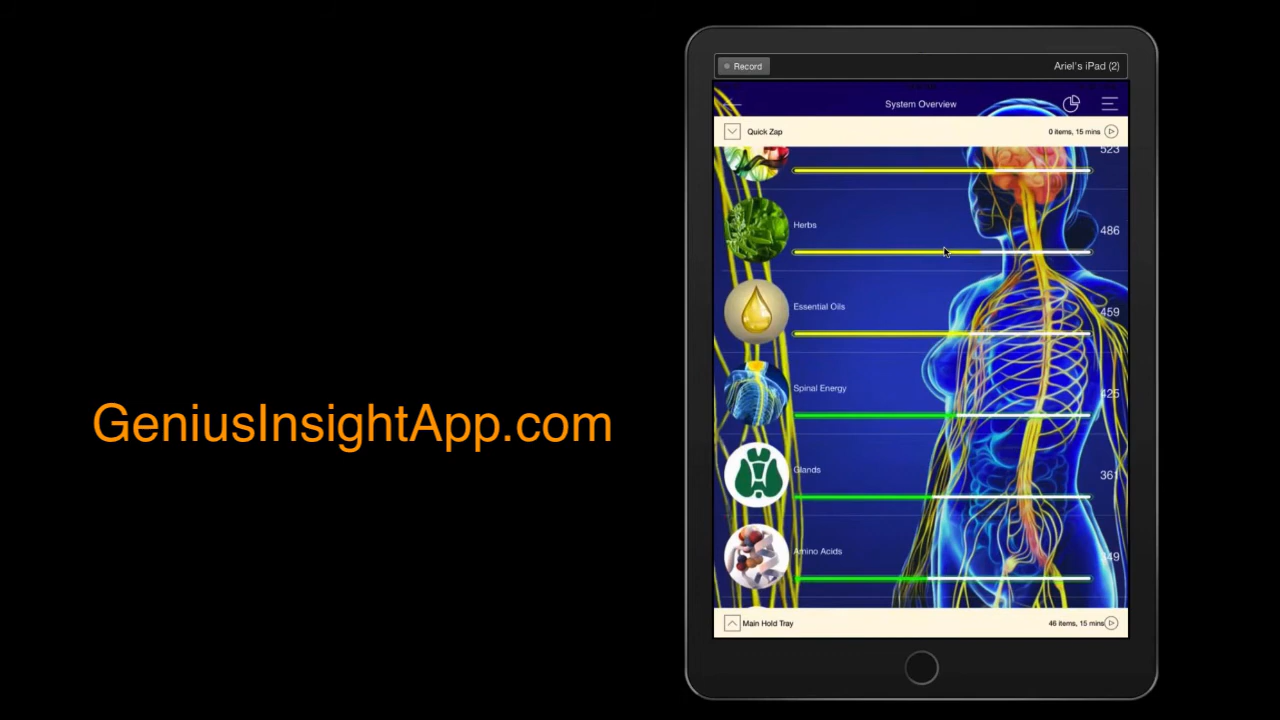 Record
Ariel's iPad (2)
System Overview
Quick Zap
0 items, 15 mins
523
Herbs
486
Essential Oils
459
Spinal Energy
425
GeniusInsightApp.com
Glands
361
Amino Acids
Main Hold Tray
46 items, 15 mins